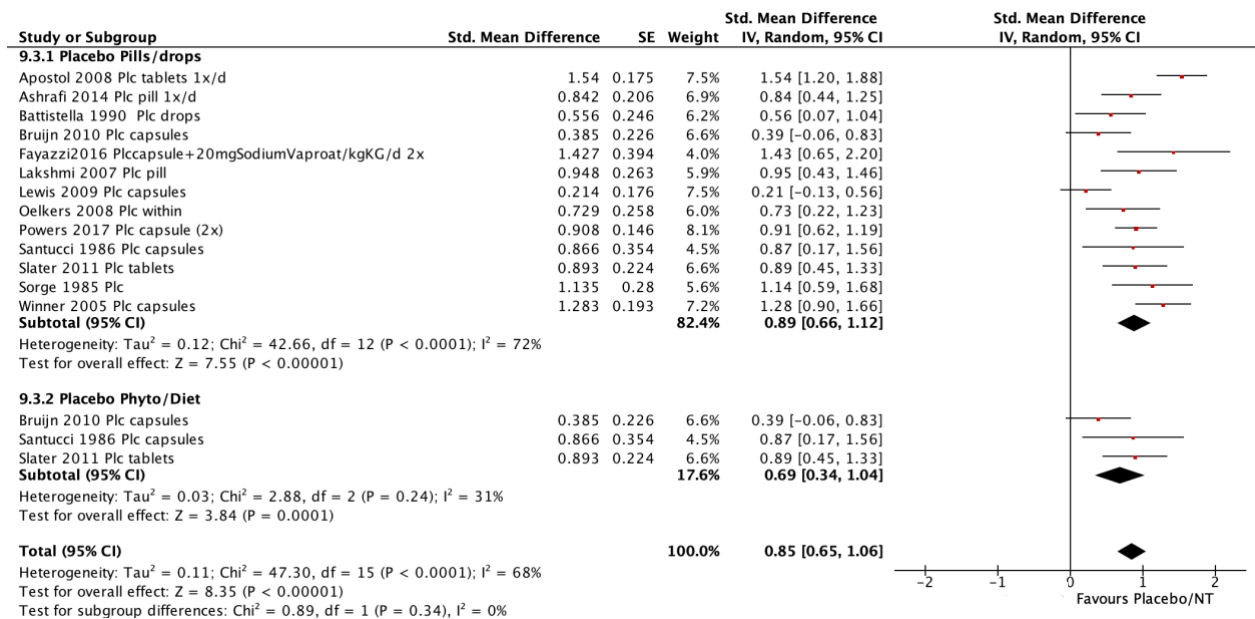 Std. Mean Difference Std. Mean Difference
Study or Subgroup Std. Mean Difference SE Weight IV, Random, 95% CI IV, Random, 95% CI
9.3.1 Placebo Pills/drops
Apostol 2008 Plc tablets 1x/d 1.54 0.175 7.5% 1.54 [1.20, 1.88]
Ashrafi 2014 Plc pill 1x/d 0.842 0.206 6.9% 0.84 [0.44, 1.25]
Battistella 1990 Plc drops 0.556 0.246 6.2% 0.56 [0.07, 1.04]
Bruijn 2010 Plc capsules 0.385 0.226 6.6% 0.39 [-0.06, 0.83]
Fayazzi2016 Plccapsule+20mgSodiumVaproat/kgKG/d 2x 1.427 0.394 4.0% 1.43 [0.65, 2.20]
Lakshmi 2007 Plc pill 0.948 0.263 5.9% 0.95 [0.43, 1.46]
Lewis 2009 Plc capsules 0.214 0.176 7.5% 0.21 [-0.13, 0.56]
Oelkers 2008 Plc within 0.729 0.258 6.0% 0.73 [0.22, 1.23]
Powers 2017 Plc capsule (2x) 0.908 0.146 8.1% 0.91 [0.62, 1.19]
Santucci 1986 Plc capsules 0.866 0.354 4.5% 0.87 [0.17, 1.56]
Slater 2011 Plc tablets 0.893 0.224 6.6% 0.89 [0.45, 1.33]
Sorge 1985 Plc 1.135 0.28 5.6% 1.14 [0.59, 1.68]
Winner 2005 Plc capsules 1.283 0.193 7.2% 1.28 [0.90, 1.66]
Subtotal (95% CI) 82.4% 0.89 [0.66, 1.12]
Heterogeneity: Tau² = 0.12; Chi² = 42.66, df = 12 (P < 0.0001); I² = 72%
Test for overall effect: Z = 7.55 (P < 0.00001)
9.3.2 Placebo Phyto/Diet
Bruijn 2010 Plc capsules 0.385 0.226 6.6% 0.39 [-0.06, 0.83]
Santucci 1986 Plc capsules 0.866 0.354 4.5% 0.87 [0.17, 1.56]
Slater 2011 Plc tablets 0.893 0.224 6.6% 0.89 [0.45, 1.33]
Subtotal (95% CI) 17.6% 0.69 [0.34, 1.04]
Heterogeneity: Tau² = 0.03; Chi² = 2.88, df = 2 (P = 0.24); I² = 31%
Test for overall effect: Z = 3.84 (P = 0.0001)
Total (95% CI) 100.0% 0.85 [0.65, 1.06]
Heterogeneity: Tau² = 0.11; Chi² = 47.30, df = 15 (P < 0.0001); I² = 68%
Test for overall effect: Z = 8.35 (P < 0.00001)
Test for subgroup differences: Chi² = 0.89, df = 1 (P = 0.34), I² = 0%
-2 -1 0 1 2
Favours Placebo/NT